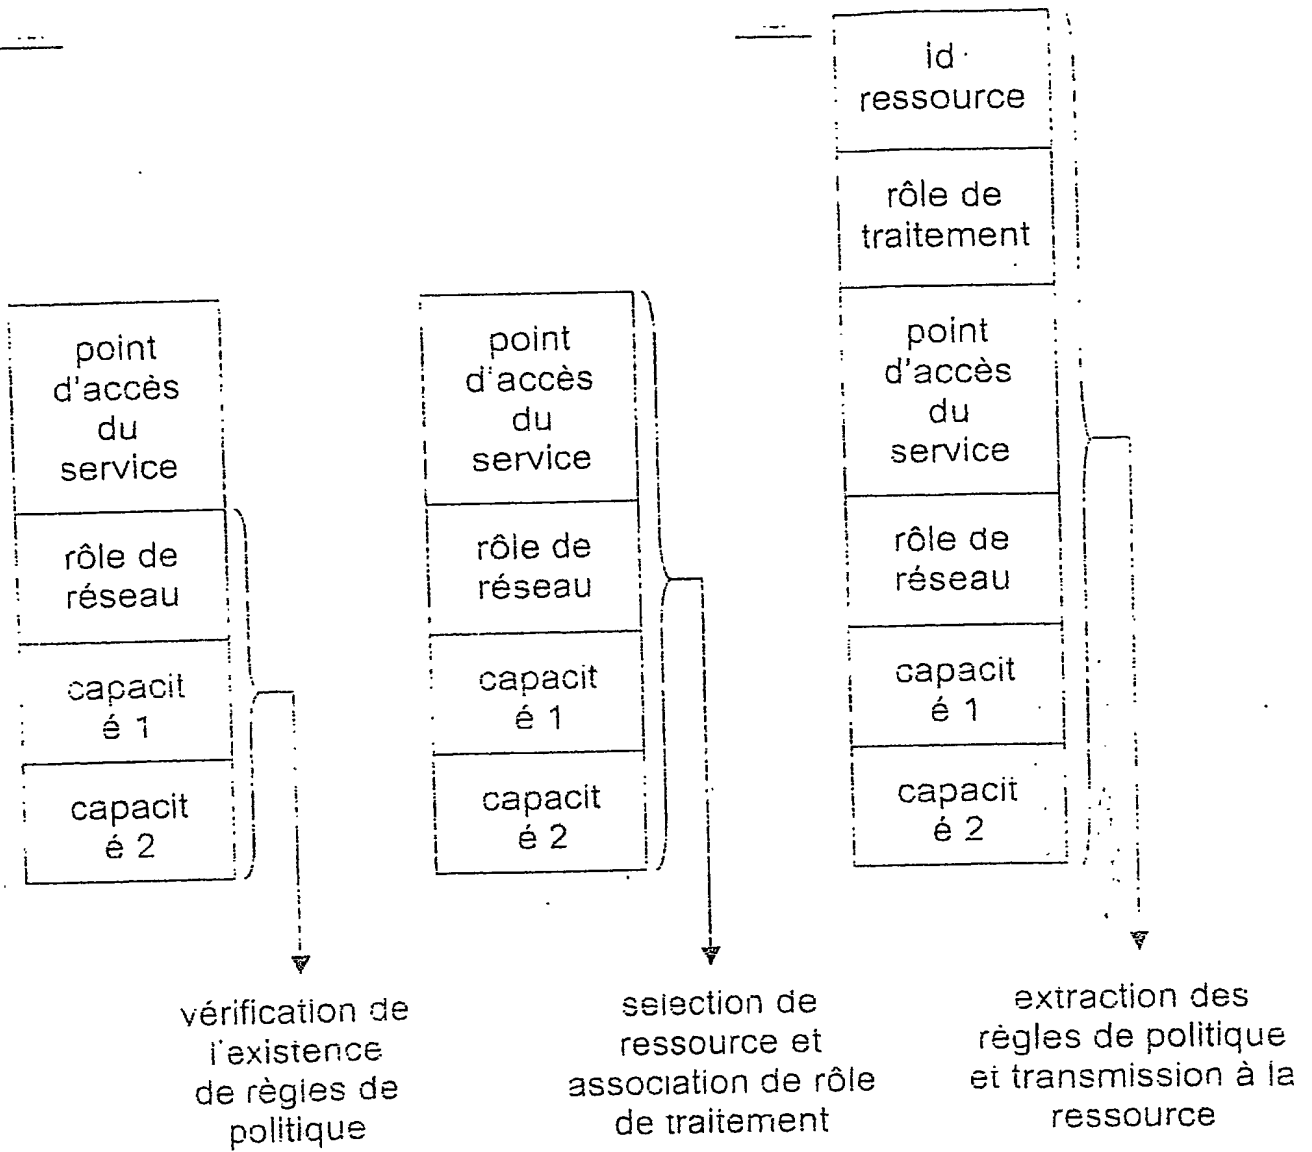 point
d'accès
du
service
rôle de
réseau
capacit
é 1
capacit
é 2
vérification de
l'existence
de règles de
politique
point
d'accès
du
service
rôle de
réseau
capacit
é 1
capacit
é 2
selection de
ressource et
association de rôle
de traitement
id
ressource
rôle de
traitement
point
d'accès
du
service
rôle de
réseau
capacit
é 1
capacit
é 2
extraction des
règles de politique
et transmission à la
ressource